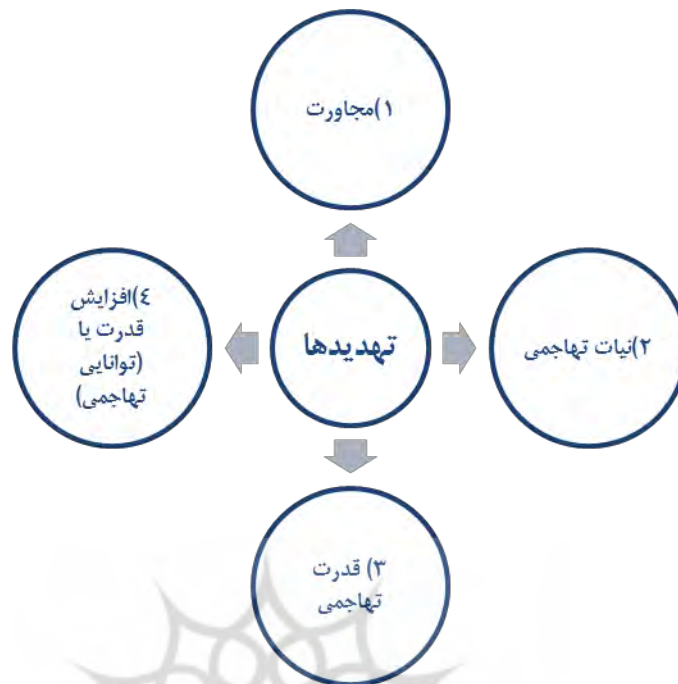 ۱)مجاورت
تهدیدها
۲)نیات تهاجمی
۳) قدرت
تهاجمی
۴)افزایش
قدرت یا
(توانایی
تهاجمی)